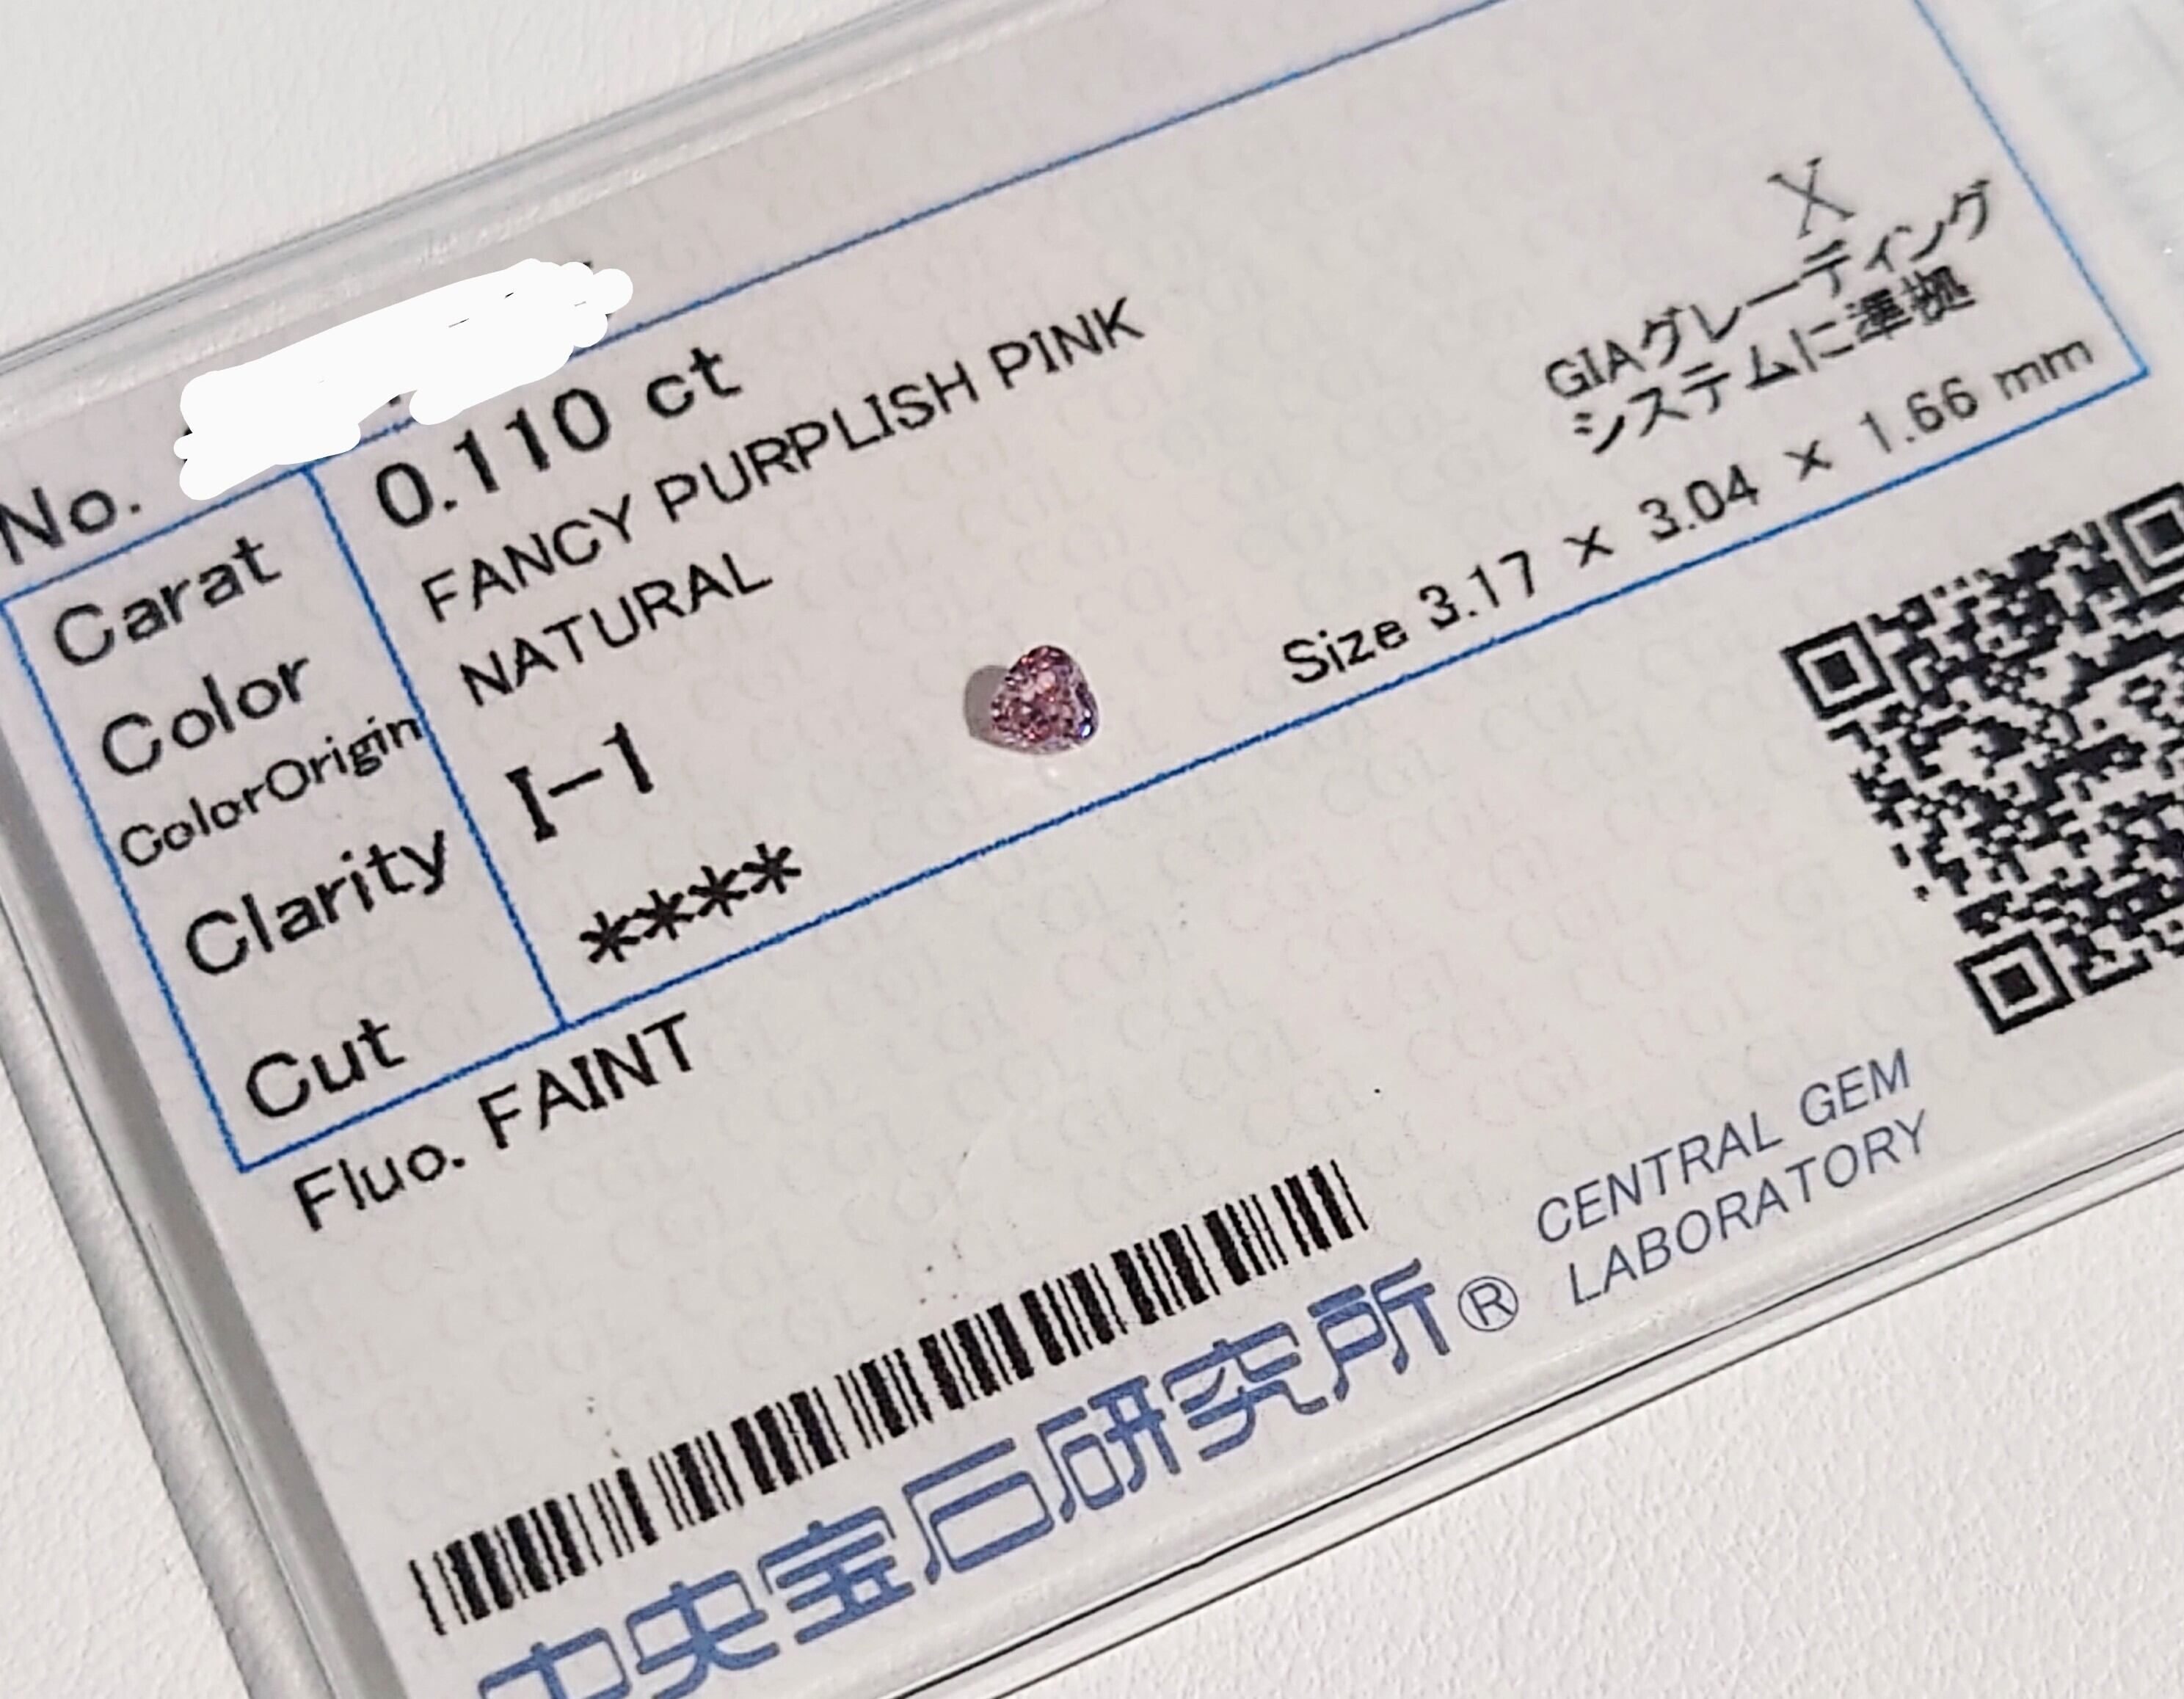 No.
Carat 0.110 ct
Color FANCY PURPLISH PINK
ColorOrigin NATURAL
Clarity I-1
Cut ****
X
GIAグレーティング
システムに準拠
Size 3.17 × 3.04 × 1.66 mm
Fluo. FAINT
CENTRAL GEM
LABORATORY
中央宝石研究所®